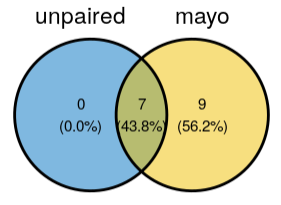 unpaired mayo
0 7 9
(0.0%) (43.8%) (56.2%)